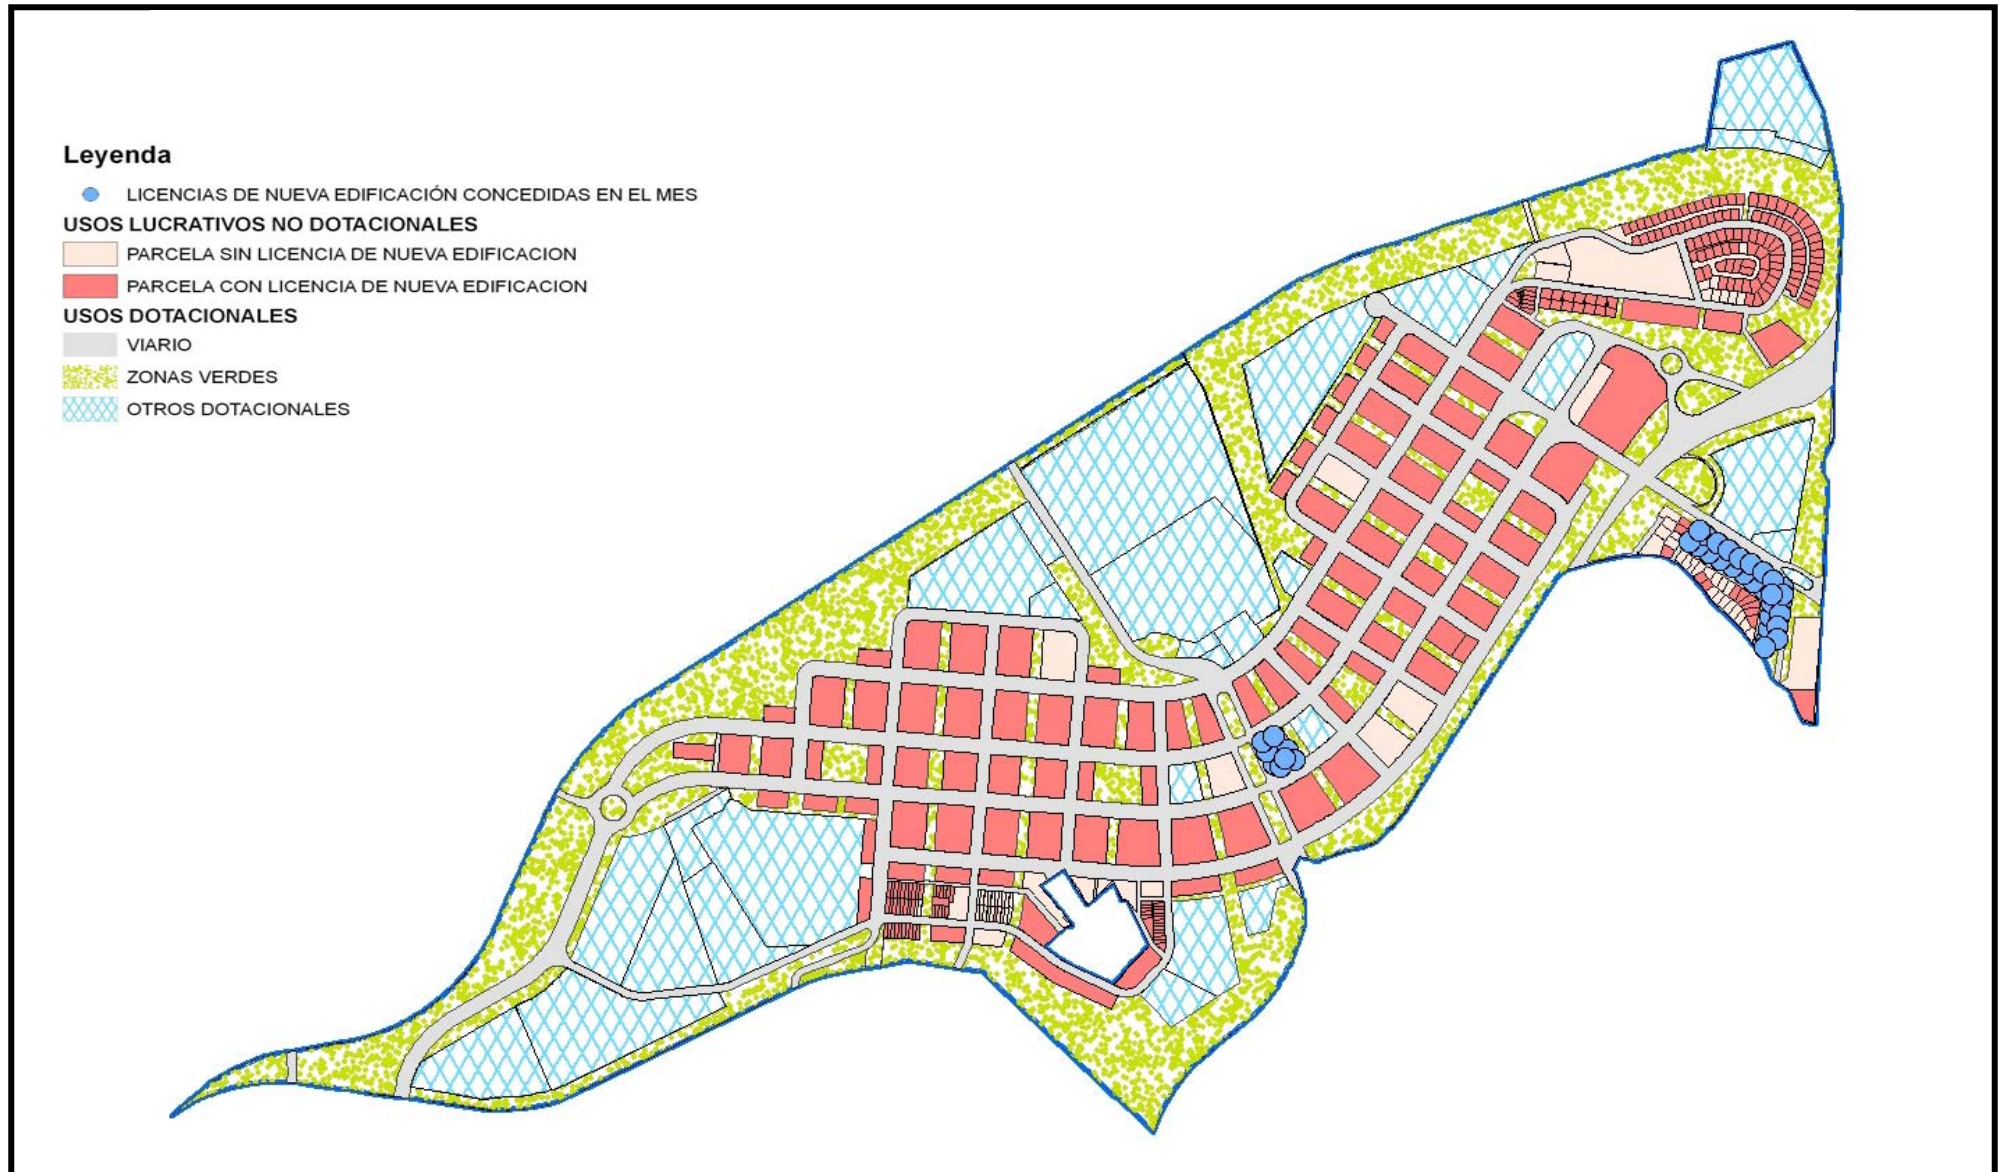 Leyenda
LICENCIAS DE NUEVA EDIFICACIÓN CONCEDIDAS EN EL MES
USOS LUCRATIVOS NO DOTACIONALES
PARCELA SIN LICENCIA DE NUEVA EDIFICACION
PARCELA CON LICENCIA DE NUEVA EDIFICACION
USOS DOTACIONALES
VIARIO
ZONAS VERDES
OTROS DOTACIONALES